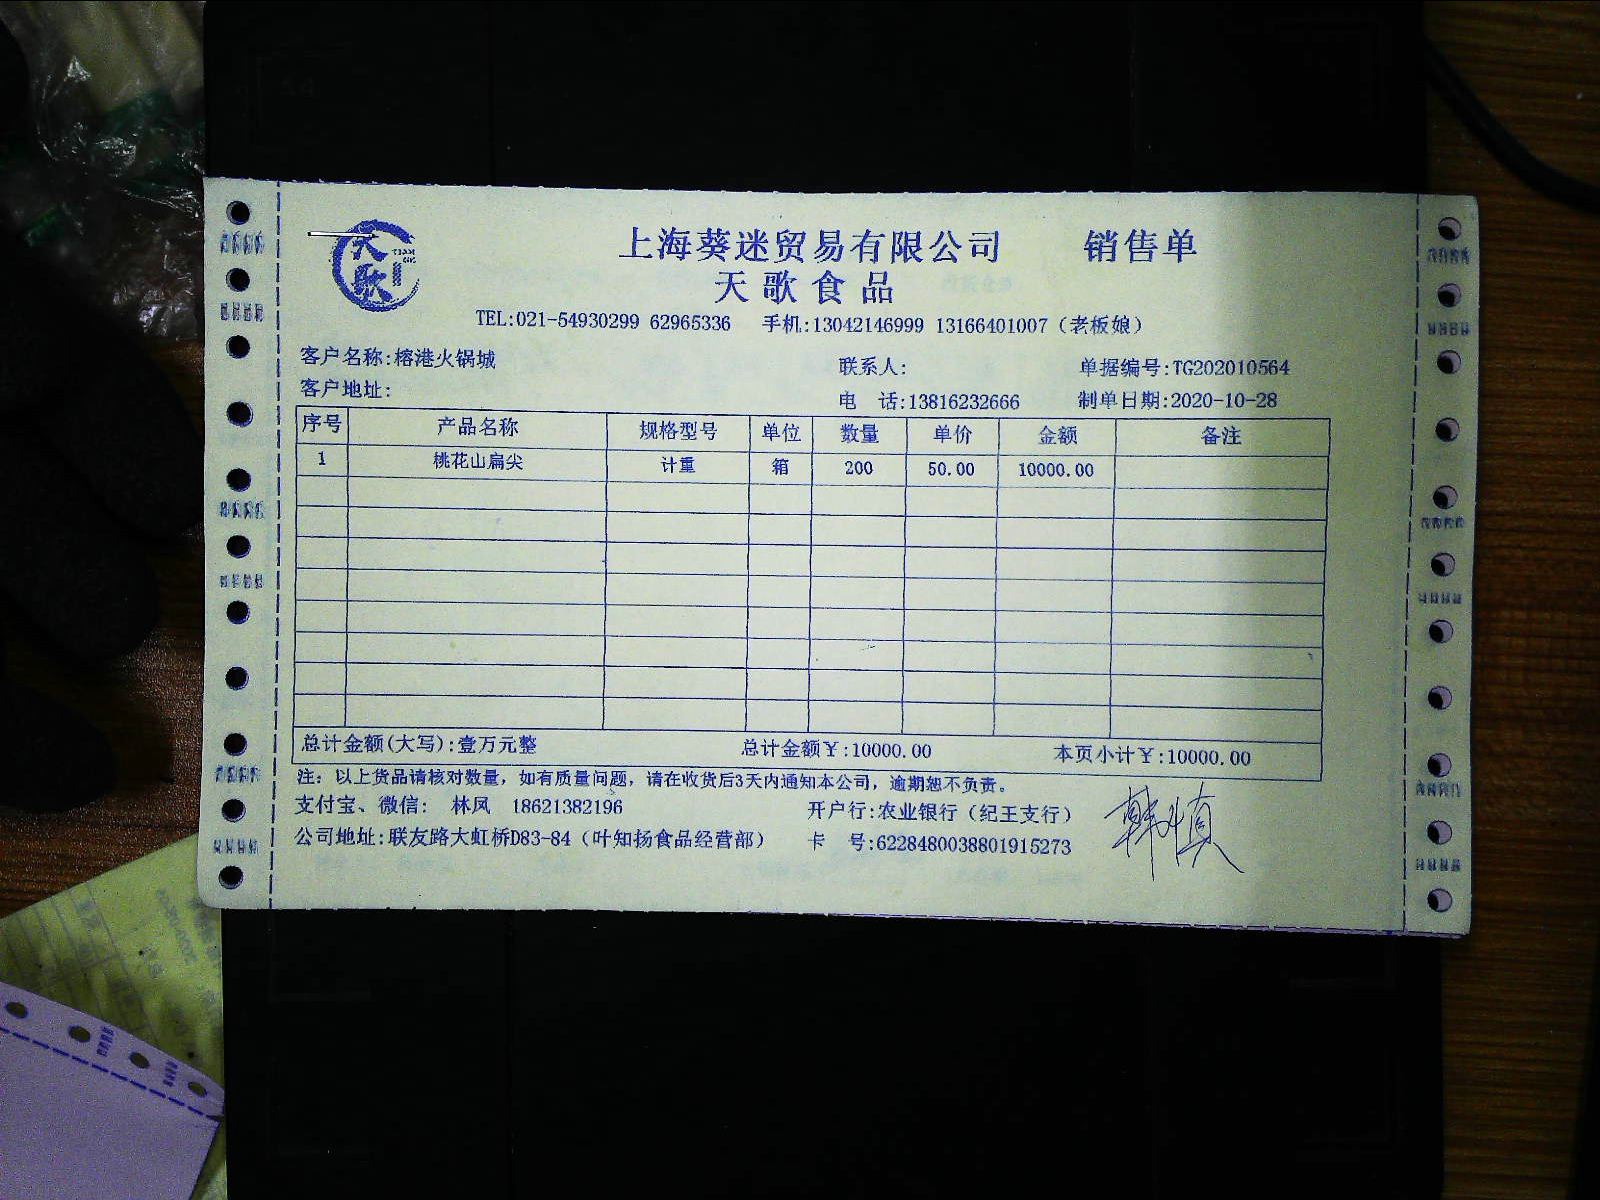 天歌
上海葵迷贸易有限公司 销售单
天歌食品
TEL:021-54930299 62965336 手机:13042146999 13166401007（老板娘）
客户名称:榕港火锅城 联系人: 单据编号:TG202010564
客户地址: 电 话:13816232666 制单日期:2020-10-28
序号 产品名称 规格型号 单位 数量 单价 金额 备注
1 桃花山扁尖 计重 箱 200 50.00 10000.00
总计金额(大写):壹万元整 总计金额￥:10000.00 本页小计￥:10000.00
注: 以上货品请核对数量，如有质量问题，请在收货后3天内通知本公司，逾期恕不负责。
支付宝、微信: 林凤 18621382196 开户行:农业银行（纪王支行）
公司地址:联友路大虹桥D83-84（叶知扬食品经营部） 卡 号:6228480038801915273